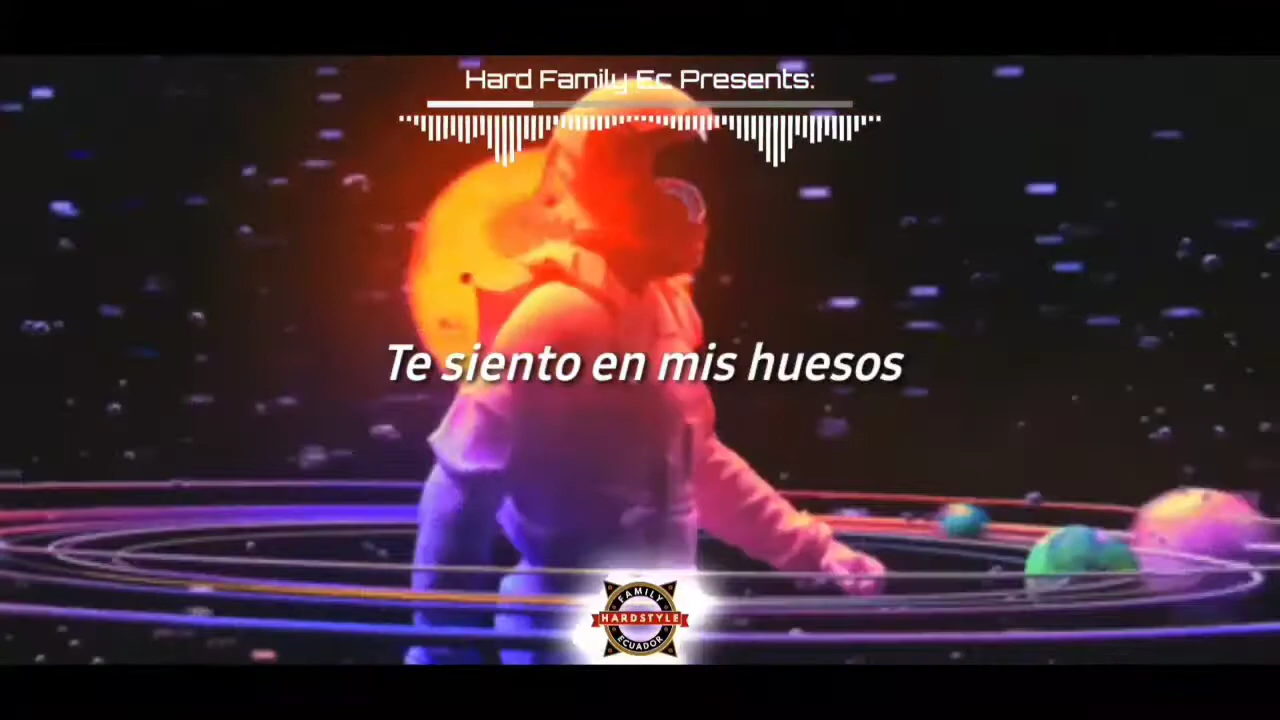 Hard Family Ec Presents:
Te siento en mis huesos
FAMILY
HARDSTYLE
ECUADOR